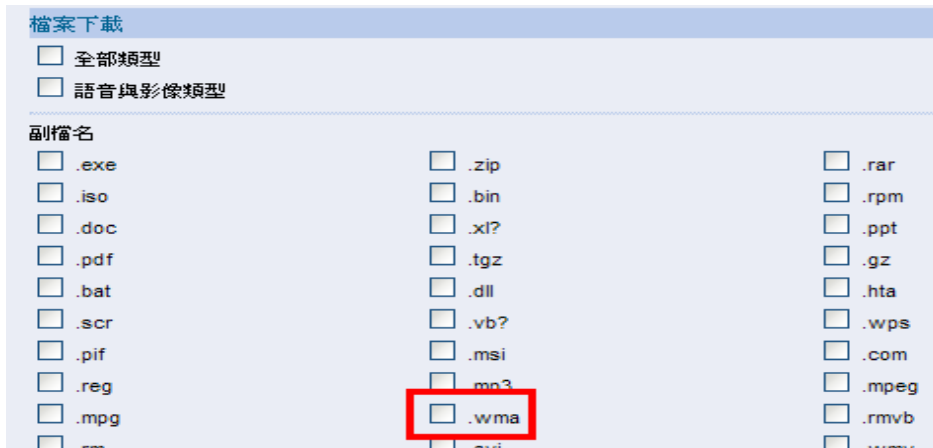 檔案下載
全部類型
語音與影像類型
副檔名
.exe .zip .rar
.iso .bin .rpm
.doc .xl? .ppt
.pdf .tgz .gz
.bat .dll .hta
.scr .vb? .wps
.pif .msi .com
.reg .mp3 .mpeg
.mpg .wma .rmvb